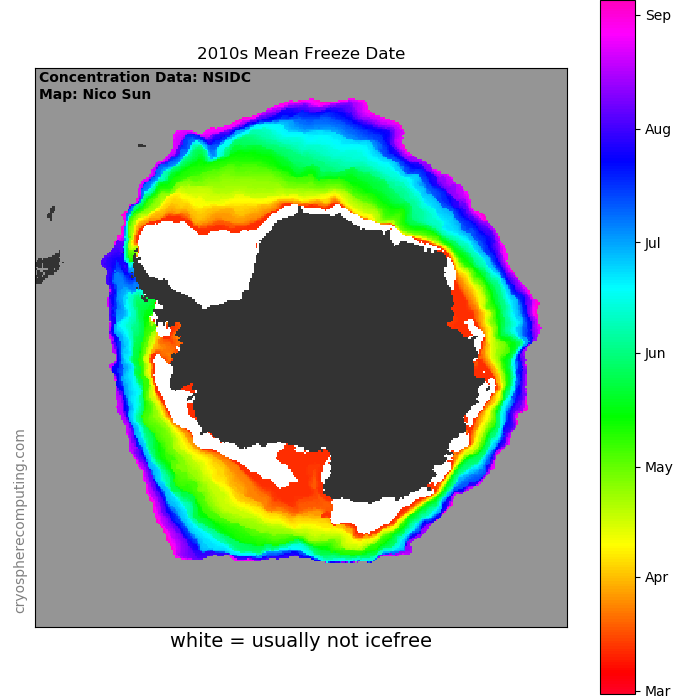 2010s Mean Freeze Date
Concentration Data: NSIDC
Map: Nico Sun
Sep
Aug
Jul
Jun
May
Apr
Mar
cryospherecomputing.com
white = usually not icefree